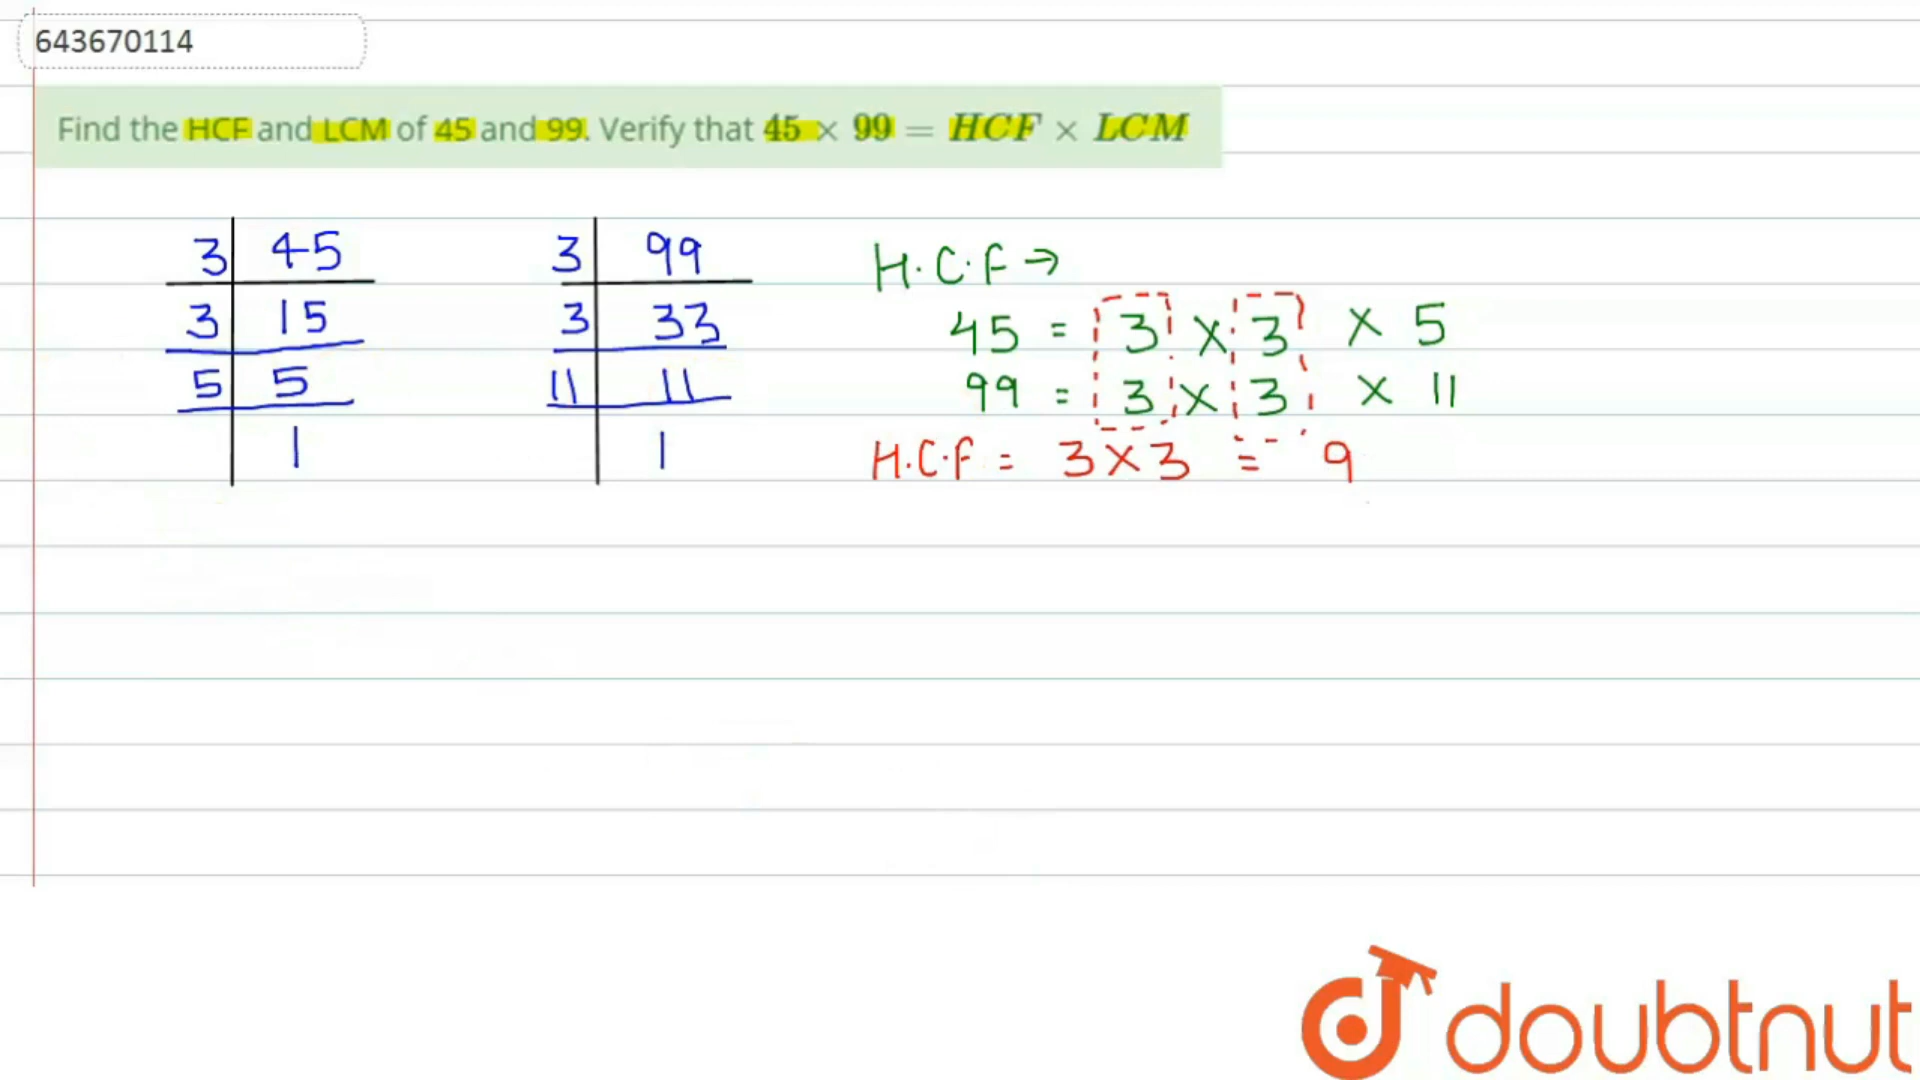 643670114
Find the HCF and LCM of 45 and 99. Verify that 45 × 99 = HCF × LCM
3 | 45
3 | 15
5 | 5
1
3 | 99
3 | 33
11 | 11
1
H.C.F →
45 = 3 × 3 × 5
99 = 3 × 3 × 11
H.C.F = 3 × 3 = 9
doubtnut